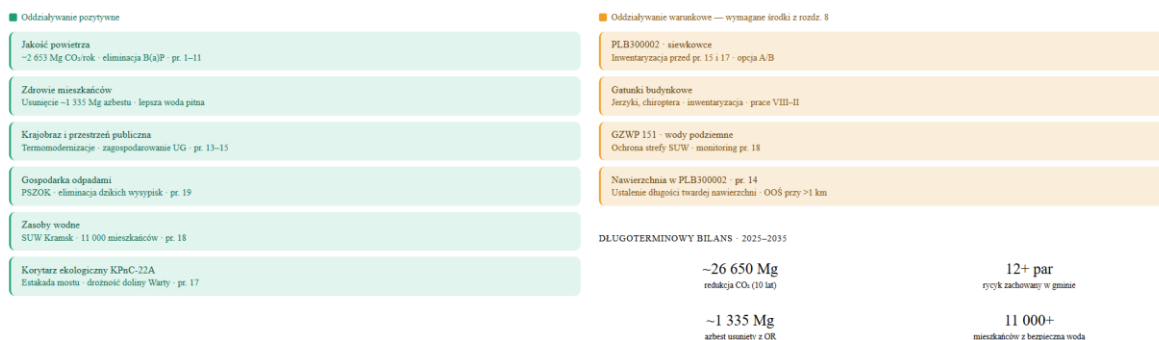 Oddziaływanie pozytywne
Jakość powietrza
~2 653 Mg CO₂/rok · eliminacja B(a)P · pr. 1–11
Zdrowie mieszkańców
Usunięcie ~1 335 Mg azbestu · lepsza woda pitna
Krajobraz i przestrzeń publiczna
Termomodernizacje · zagospodarowanie UG · pr. 13–15
Gospodarka odpadami
PSZOK · eliminacja dzikich wysypisk · pr. 19
Zasoby wodne
SUW Kramsk · 11 000 mieszkańców · pr. 18
Korytarz ekologiczny KPnC-22A
Estakada mostu · drożność doliny Warty · pr. 17
Oddziaływanie warunkowe — wymagane środki z rozdz. 8
PLB300002 · siewkowce
Inwentaryzacja przed pr. 15 i 17 · opcja A/B
Gatunki budynkowe
Jerzyki, chiroptera · inwentaryzacja · prace VIII–II
GZWP 151 · wody podziemne
Ochrona strefy SUW · monitoring pr. 18
Nawierzchnia w PLB300002 · pr. 14
Ustalenie długości twardej nawierzchni · OOŚ przy >1 km
DŁUGOTERMINOWY BILANS · 2025–2035
~26 650 Mg
redukcja CO₂ (10 lat)
12+ par
rycyk zachowany w gminie
~1 335 Mg
azbest usunięty z OR
11 000+
mieszkańców z bezpieczną wodą